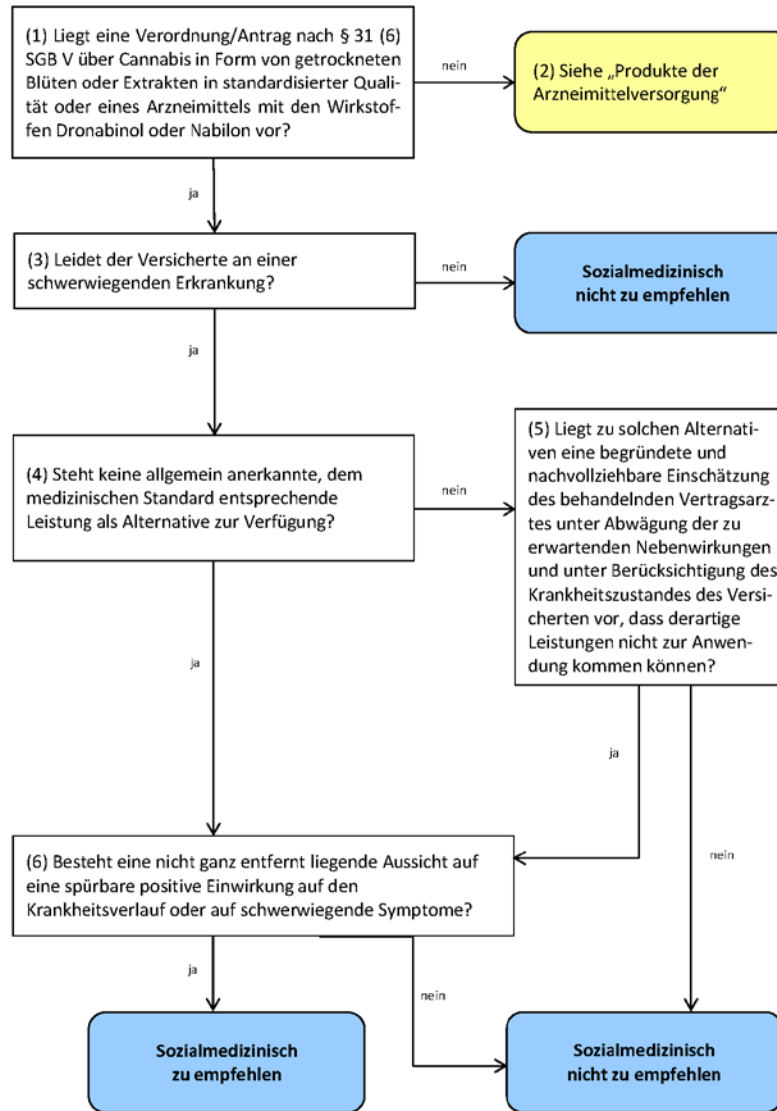 (1) Liegt eine Verordnung/Antrag nach § 31 (6)
SGB V über Cannabis in Form von getrockneten
Blüten oder Extrakten in standardisierter Quali-
tät oder eines Arzneimittels mit den Wirkstof-
fen Dronabinol oder Nabilon vor?
nein
(2) Siehe „Produkte der
Arzneimittelversorgung“
ja
(3) Leidet der Versicherte an einer
schwerwiegenden Erkrankung?
nein
Sozialmedizinisch
nicht zu empfehlen
ja
(4) Steht keine allgemein anerkannte, dem
medizinischen Standard entsprechende
Leistung als Alternative zur Verfügung?
nein
(5) Liegt zu solchen Alternati-
ven eine begründete und
nachvollziehbare Einschätzung
des behandelnden Vertragsarz-
tes unter Abwägung der zu
erwartenden Nebenwirkungen
und unter Berücksichtigung des
Krankheitszustandes des Versi-
cherten vor, dass derartige
Leistungen nicht zur Anwen-
dung kommen können?
ja
ja
nein
(6) Besteht eine nicht ganz entfernt liegende Aussicht auf
eine spürbare positive Einwirkung auf den
Krankheitsverlauf oder auf schwerwiegende Symptome?
ja
nein
Sozialmedizinisch
zu empfehlen
Sozialmedizinisch
nicht zu empfehlen